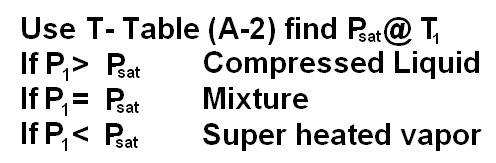 Use T- Table (A-2) find Psat@ T1
If P1> Psat Compressed Liquid
If P1= Psat Mixture
If P1< Psat Super heated vapor